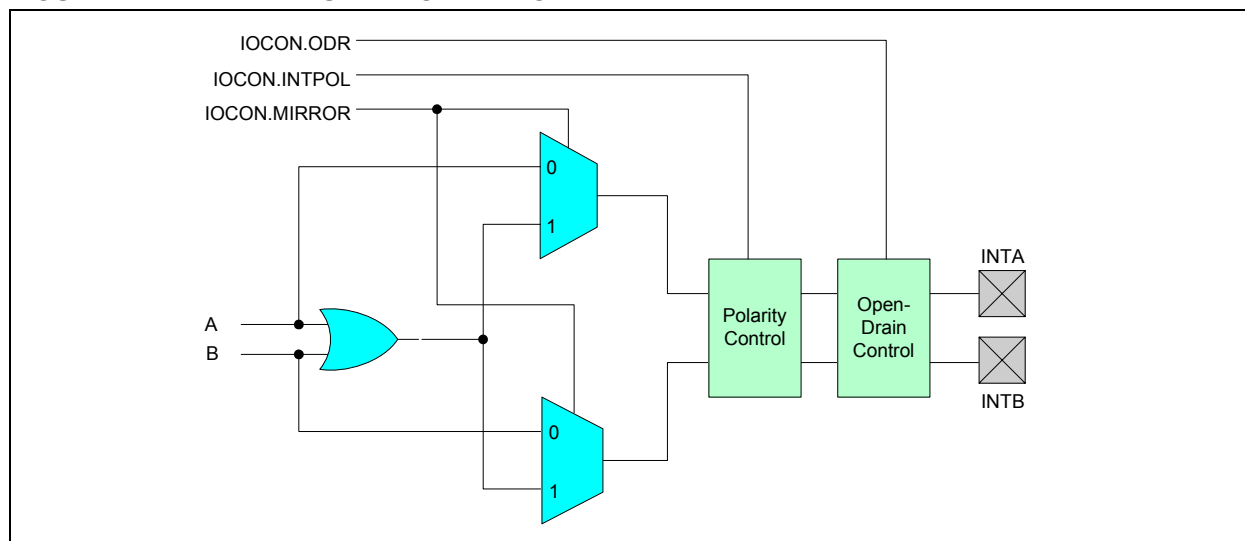 IOCON.ODR
IOCON.INTPOL
IOCON.MIRROR
0
1
A
B
0
1
Polarity
Control
Open-
Drain
Control
INTA
INTB